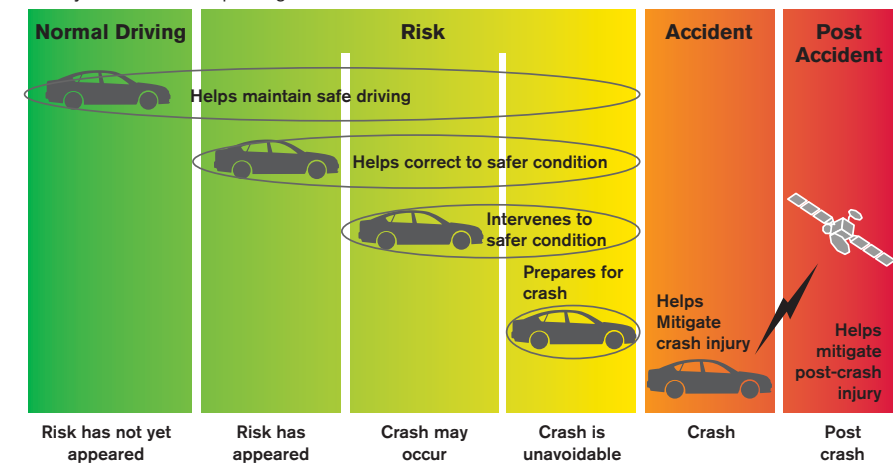 Normal Driving
Risk
Accident
Post
Accident
Helps maintain safe driving
Helps correct to safer condition
Intervenes to
safer condition
Prepares for
crash
Helps
Mitigate
crash injury
Helps
mitigate
post-crash
injury
Risk has not yet
appeared
Risk has
appeared
Crash may
occur
Crash is
unavoidable
Crash
Post
crash